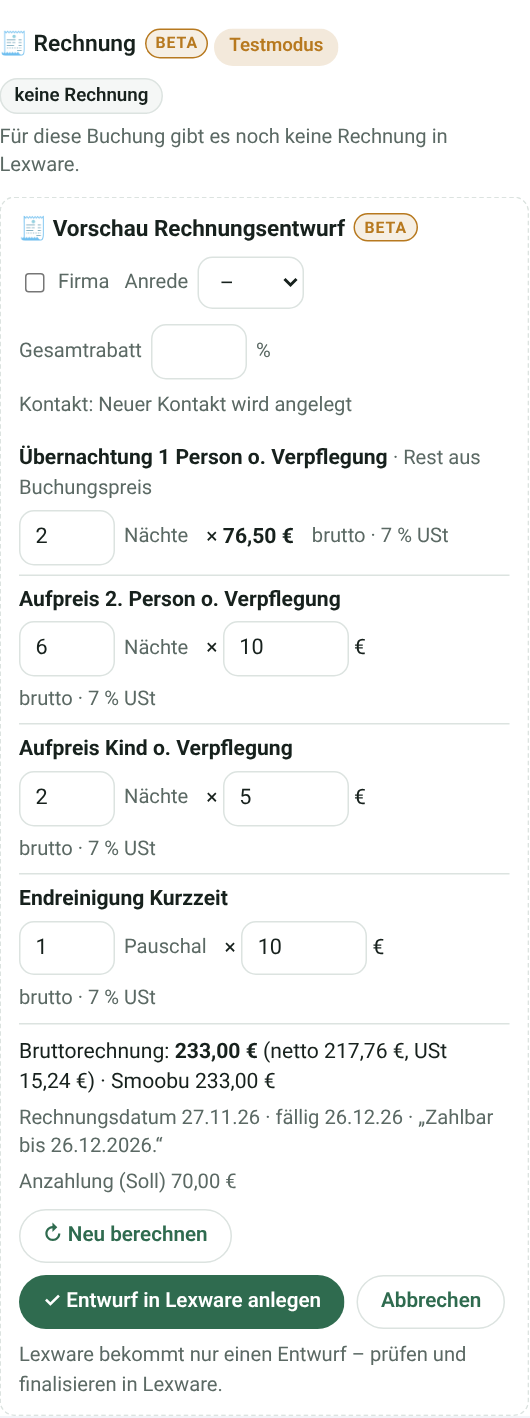 🧾 Rechnung BETA Testmodus
keine Rechnung
Für diese Buchung gibt es noch keine Rechnung in
Lexware.
🧾 Vorschau Rechnungsentwurf BETA
Firma Anrede –
Gesamtrabatt %
Kontakt: Neuer Kontakt wird angelegt
Übernachtung 1 Person o. Verpflegung · Rest aus
Buchungspreis
2 Nächte × 76,50 € brutto · 7 % USt
Aufpreis 2. Person o. Verpflegung
6 Nächte × 10 €
brutto · 7 % USt
Aufpreis Kind o. Verpflegung
2 Nächte × 5 €
brutto · 7 % USt
Endreinigung Kurzzeit
1 Pauschal × 10 €
brutto · 7 % USt
Bruttorechnung: 233,00 € (netto 217,76 €, USt
15,24 €) · Smoobu 233,00 €
Rechnungsdatum 27.11.26 · fällig 26.12.26 · „Zahlbar
bis 26.12.2026.“
Anzahlung (Soll) 70,00 €
↻ Neu berechnen
✓ Entwurf in Lexware anlegen Abbrechen
Lexware bekommt nur einen Entwurf – prüfen und
finalisieren in Lexware.